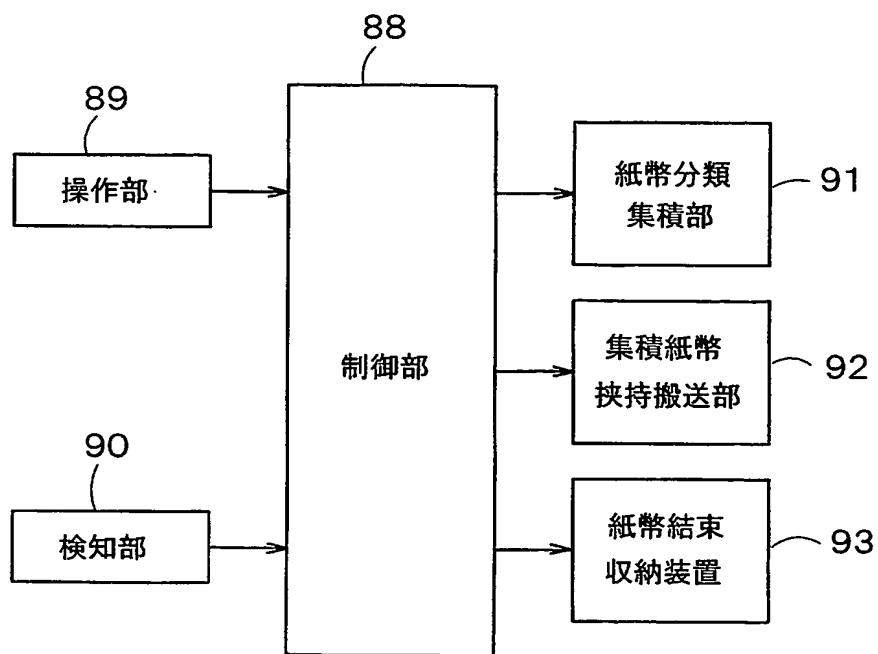 88
89
操作部
制御部
90
検知部
紙幣分類
集積部
91
集積紙幣
挟持搬送部
92
紙幣結束
収納装置
93